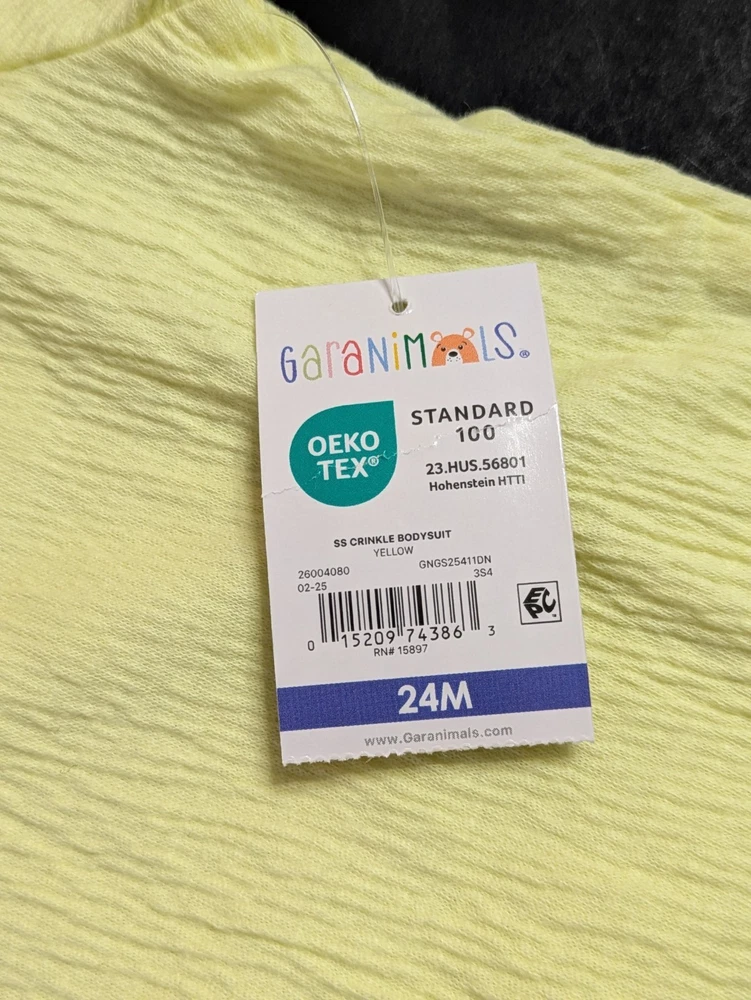 GARANIMALS®
OEKO
TEX®
STANDARD
100
23.HUS.56801
Hohenstein HTTI
SS CRINKLE BODYSUIT
YELLOW
26004080 GNGS25411DN
02-25 3S4
0 15209 74386 3
RN# 15897
EPC™
24M
www.Garanimals.com